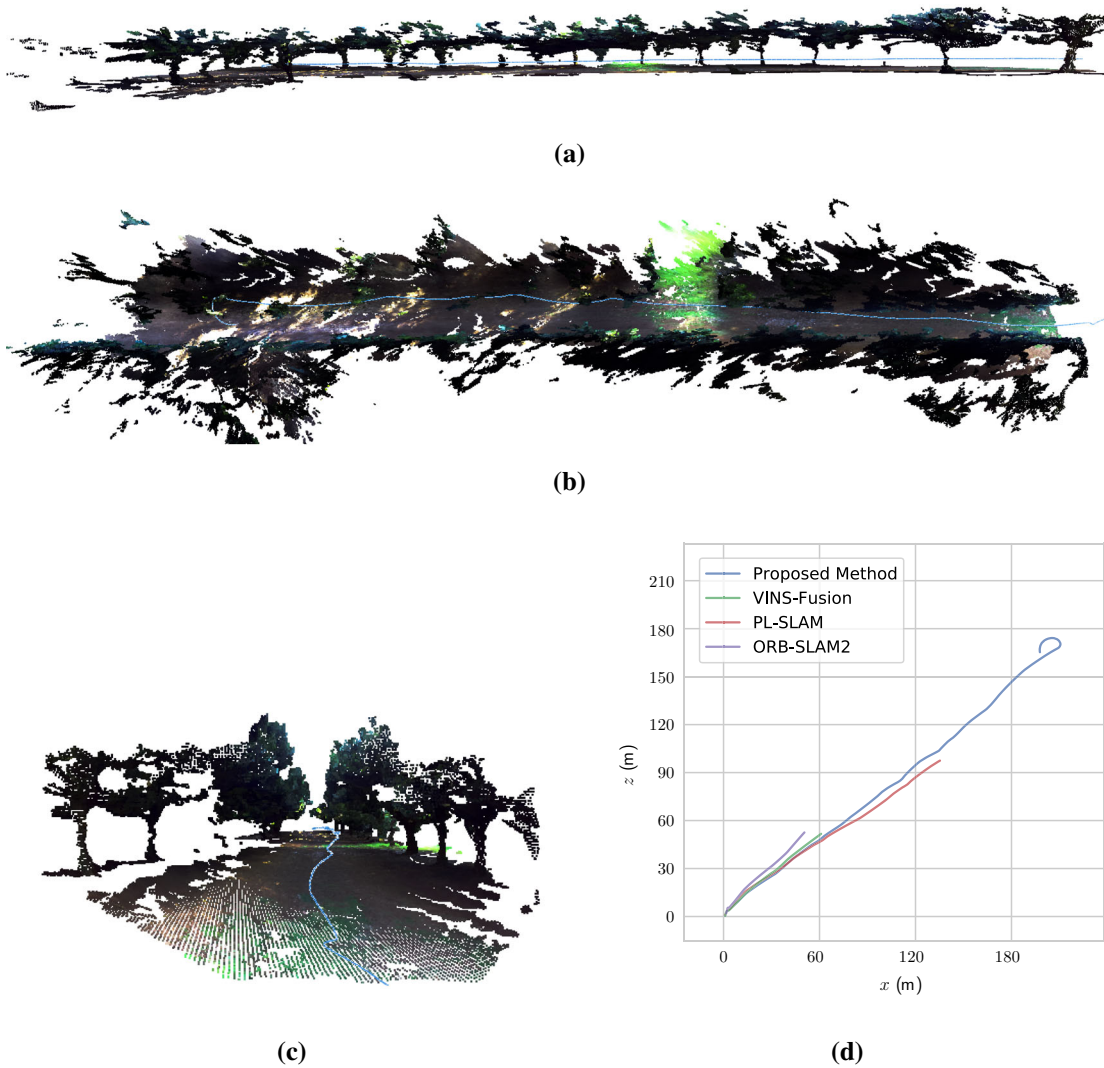 (a)
(b)
Proposed Method
VINS-Fusion
PL-SLAM
ORB-SLAM2
210
180
150
120
90
60
30
0
z (m)
0
60
120
180
x (m)
(c)
(d)